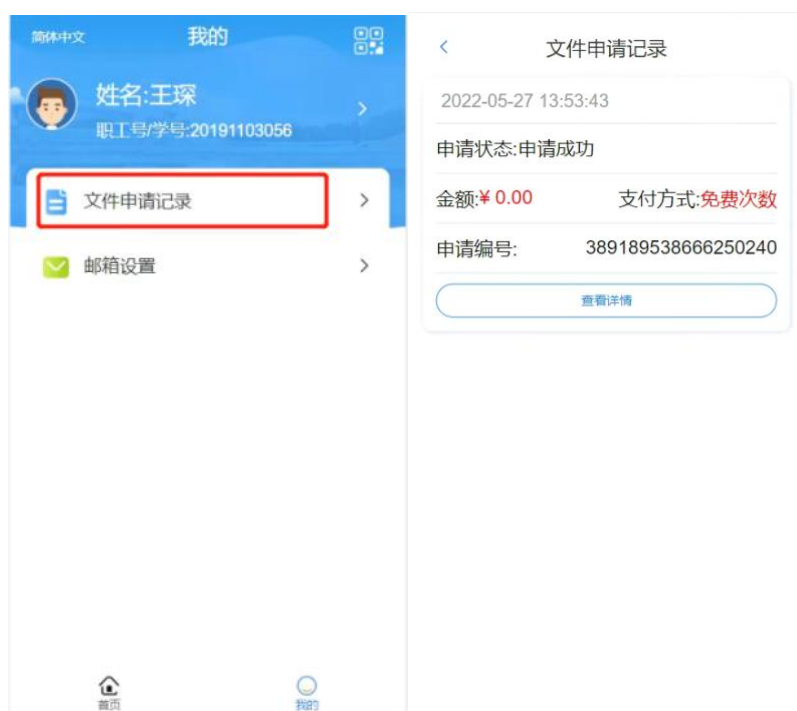 简体中文
我的
姓名:王琛
职工号/学号:20191103056
文件申请记录
邮箱设置
首页
我的
文件申请记录
2022-05-27 13:53:43
申请状态:申请成功
金额:¥ 0.00 支付方式:免费次数
申请编号: 389189538666250240
查看详情